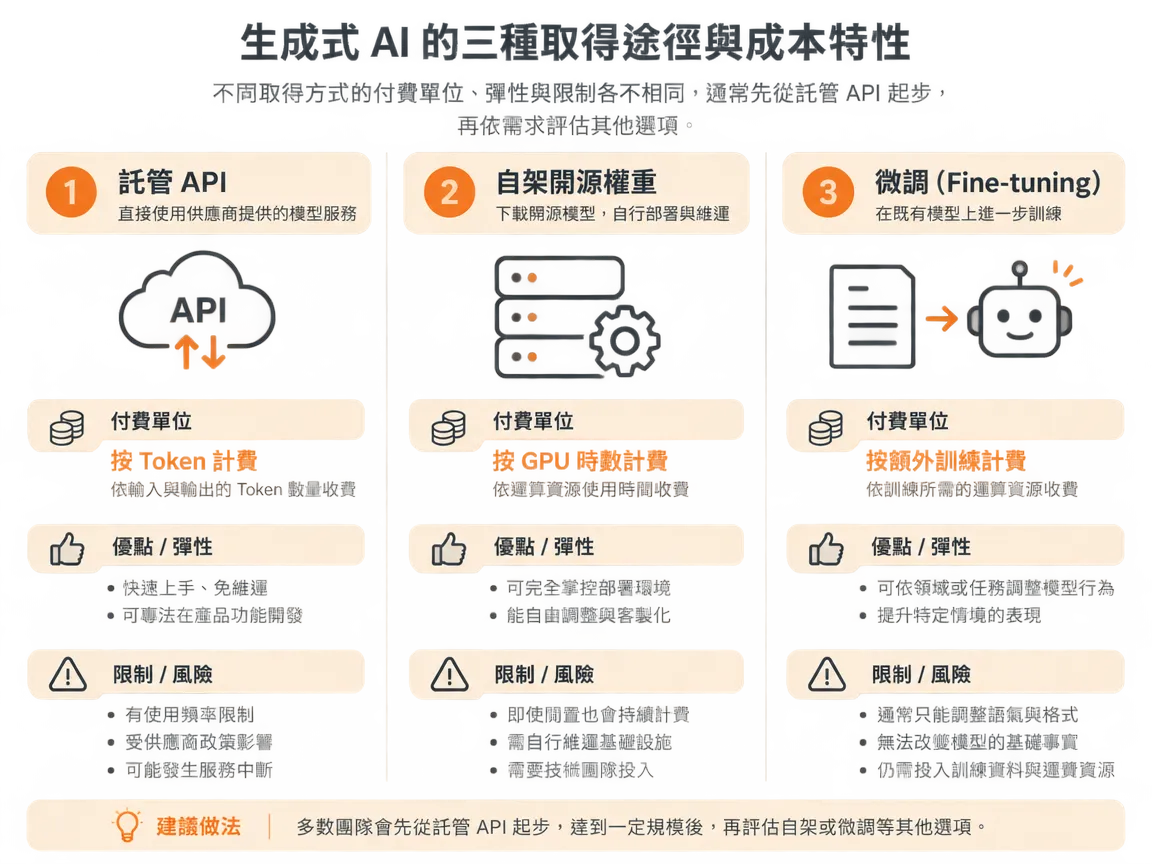 生成式 AI 的三種取得途徑與成本特性
不同取得方式的付費單位、彈性與限制各不相同，通常先從託管 API 起步，
再依需求評估其他選項。
1
託管 API
直接使用供應商提供的模型服務
API
付費單位
按 Token 計費
依輸入與輸出的 Token 數量收費
優點 / 彈性
• 快速上手、免維運
• 可專法在產品功能開發
限制 / 風險
• 有使用頻率限制
• 受供應商政策影響
• 可能發生服務中斷
2
自架開源權重
下載開源模型，自行部署與維運
付費單位
按 GPU 時數計費
依運算資源使用時間收費
優點 / 彈性
• 可完全掌控部署環境
• 能自由調整與客製化
限制 / 風險
• 即使閒置也會持續計費
• 需自行維運基礎設施
• 需要技術團隊投入
3
微調（Fine-tuning）
在既有模型上進一步訓練
付費單位
按額外訓練計費
依訓練所需的運算資源收費
優點 / 彈性
• 可依領域或任務調整模型行為
• 提升特定情境的表現
限制 / 風險
• 通常只能調整語氣與格式
• 無法改變模型的基礎事實
• 仍需投入訓練資料與運費資源
建議做法
多數團隊會先從託管 API 起步，達到一定規模後，再評估自架或微調等其他選項。